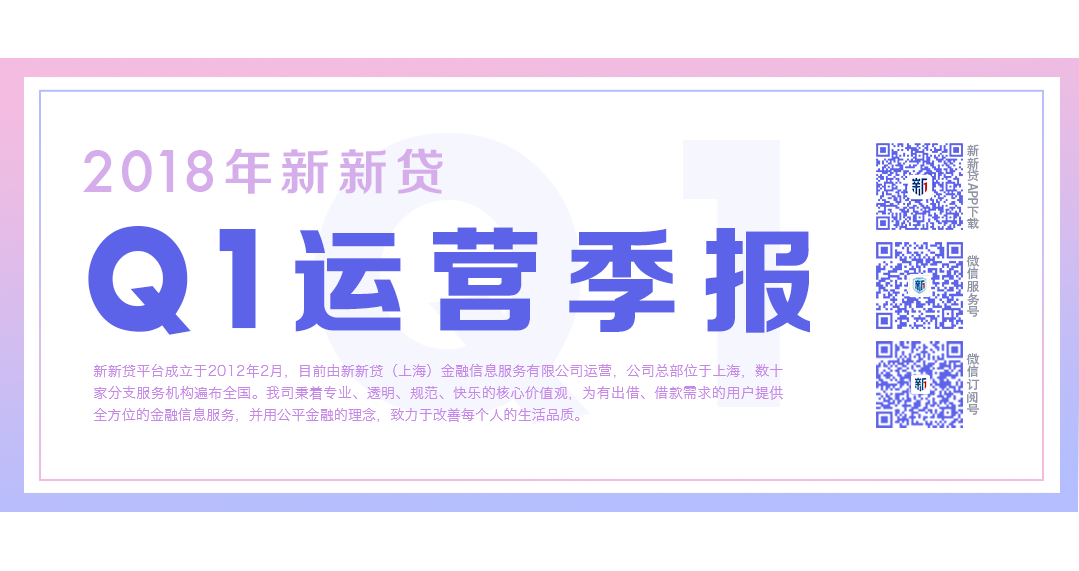 2018年新新贷
Q1运营季报
新新贷平台成立于2012年2月，目前由新新贷（上海）金融信息服务有限公司运营，公司总部位于上海，数十
家分支服务机构遍布全国。我司秉着专业、透明、规范、快乐的核心价值观，为有出借、借款需求的用户提供
全方位的金融信息服务，并用公平金融的理念，致力于改善每个人的生活品质。
新新贷APP下载
微信服务号
微信订阅号
Q1
新
新
新